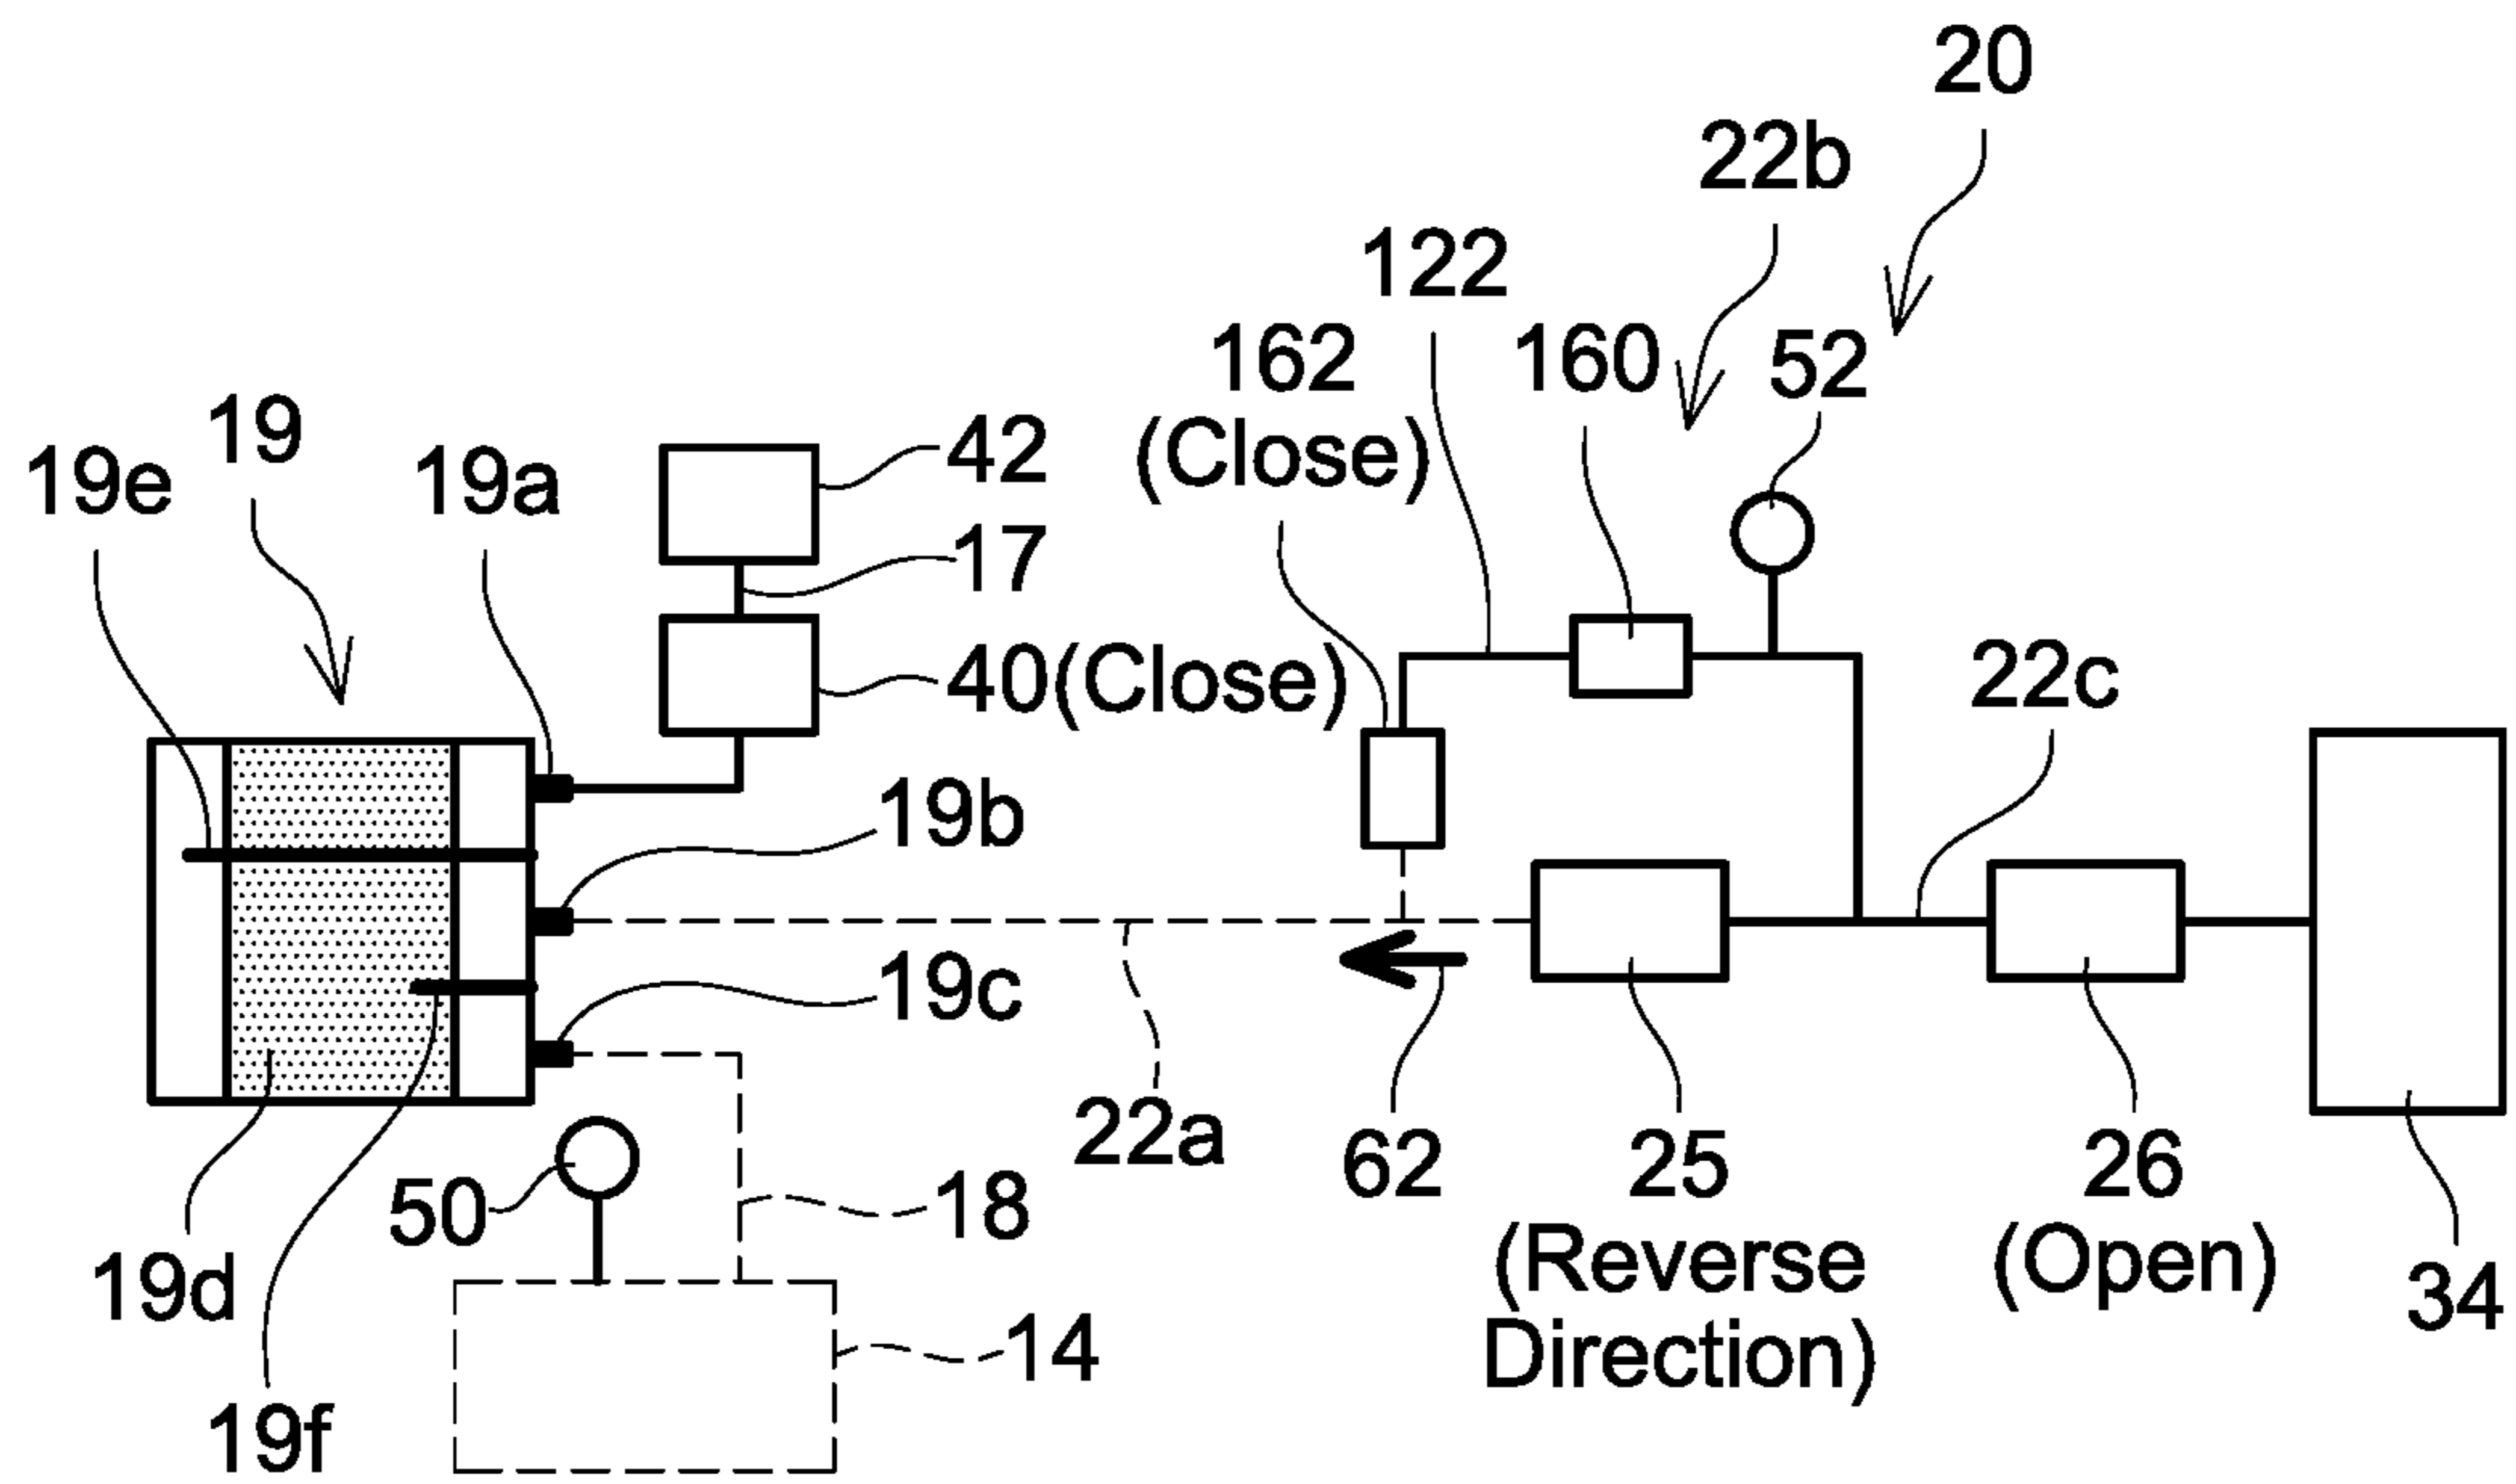 20
22b
122
162
(Close)
160
52
19
19e
19a
42
17
40(Close)
22c
19b
19c
22a
62
25
(Reverse
Direction)
26
(Open)
34
50
18
19d
14
19f